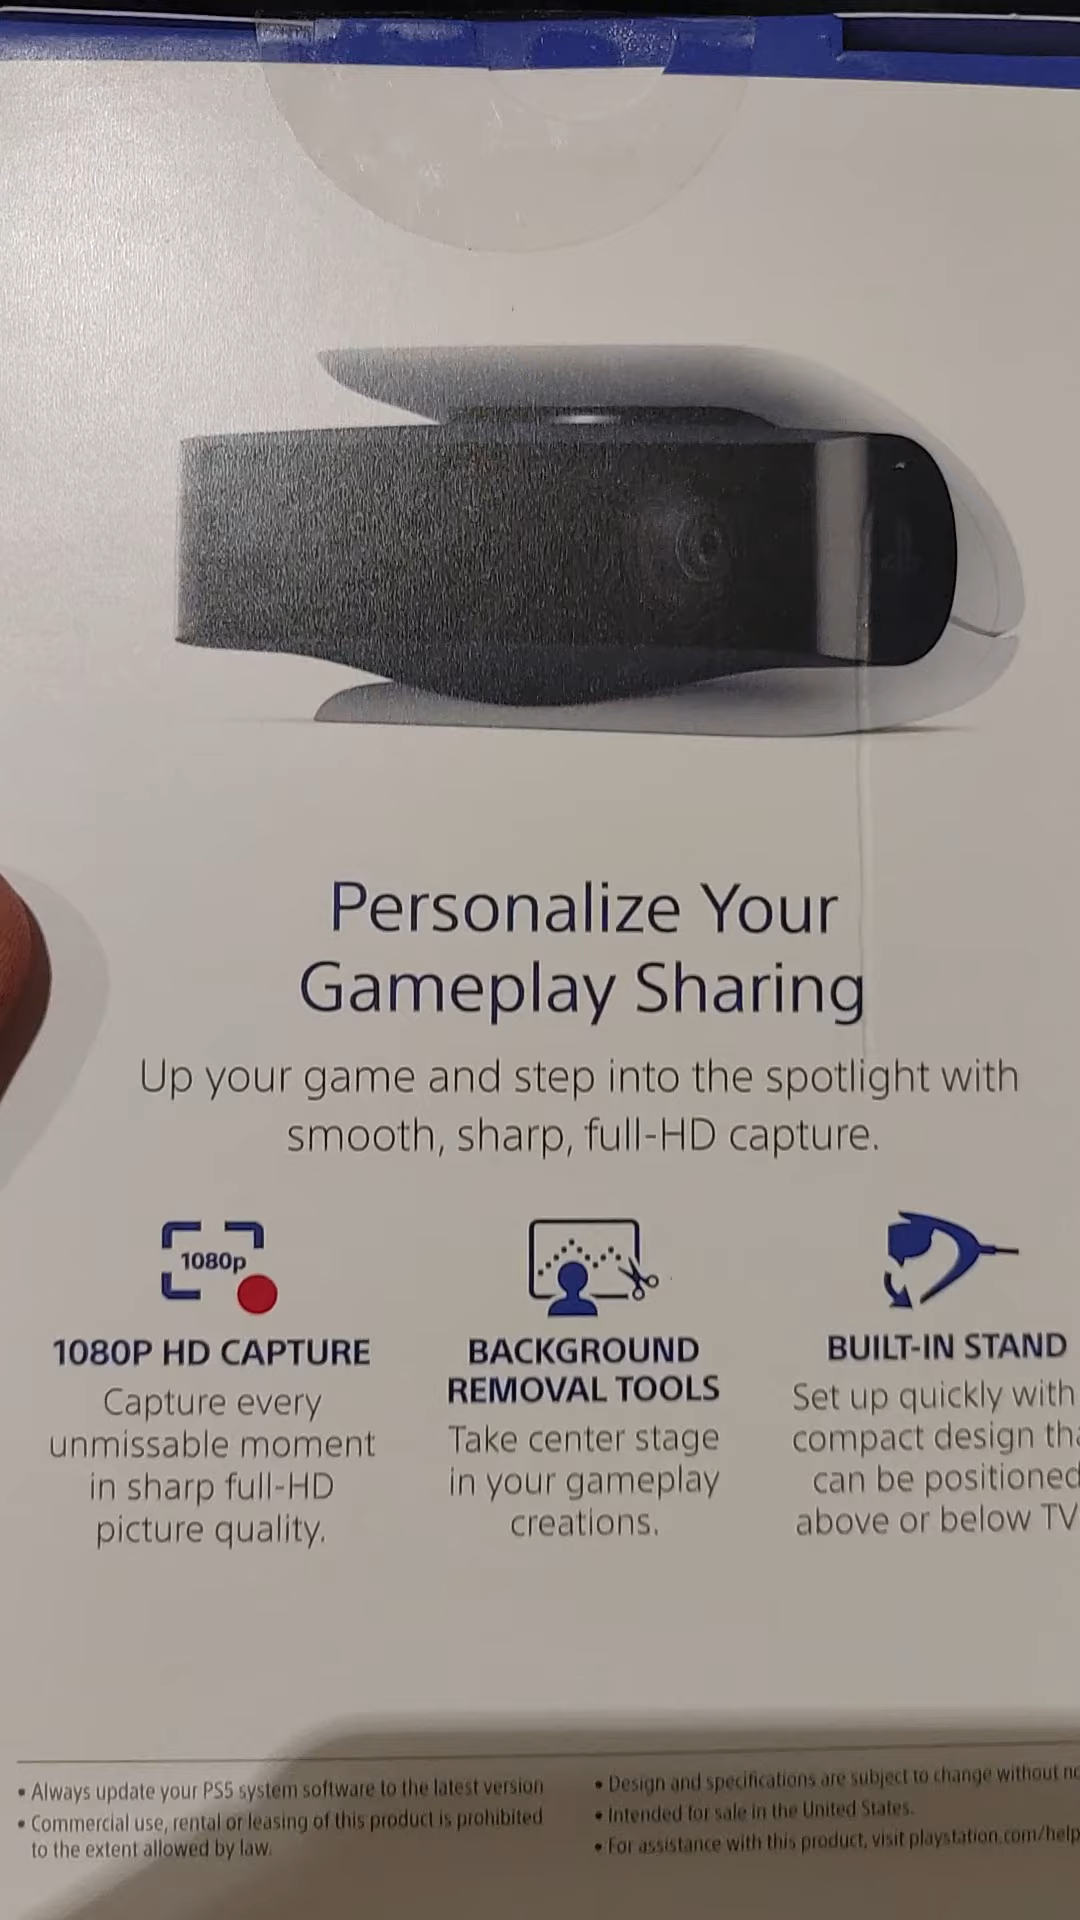 Personalize Your
Gameplay Sharing
Up your game and step into the spotlight with
smooth, sharp, full-HD capture.
1080p
1080P HD CAPTURE
Capture every
unmissable moment
in sharp full-HD
picture quality.
BACKGROUND
REMOVAL TOOLS
Take center stage
in your gameplay
creations.
BUILT-IN STAND
Set up quickly with
compact design
can be positioned
above or below TV
• Always update your PS5 system software to the latest version
• Commercial use, rental or leasing of this product is prohibited
to the extent allowed by law.
• Design and specifications are subject to change without
• Intended for sale in the United States.
• For assistance with this product, visit playstation.com/help